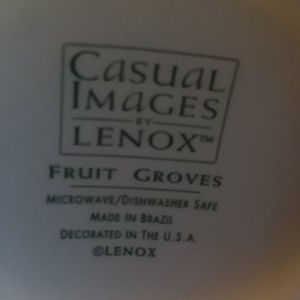 CASUAL
IMAGES
BY
LENOX™
FRUIT GROVES
MICROWAVE/DISHWASHER SAFE
MADE IN BRAZIL
DECORATED IN THE U.S.A.
©LENOX